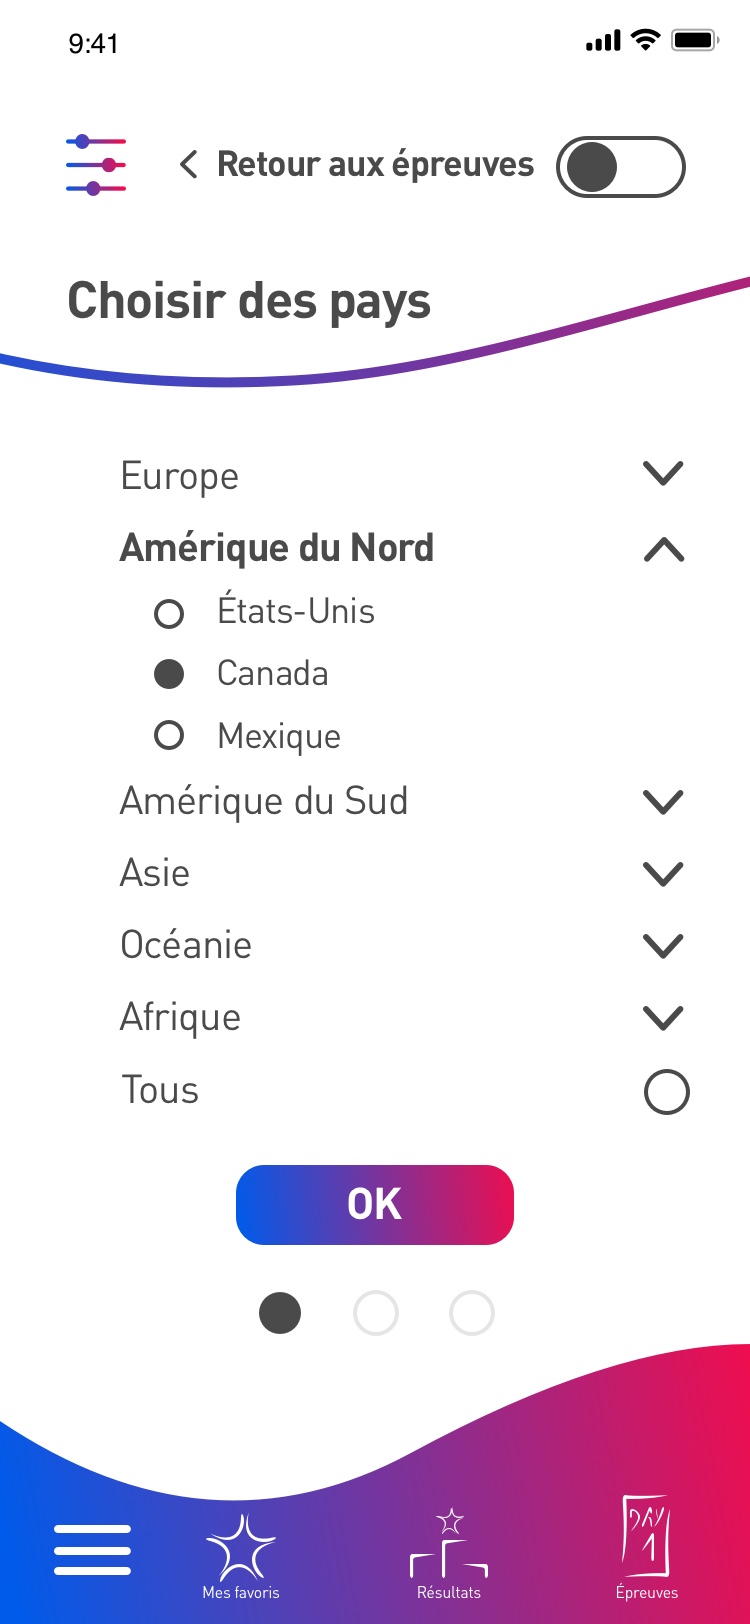 9:41
Retour aux épreuves
Choisir des pays
Europe
Amérique du Nord
États-Unis
Canada
Mexique
Amérique du Sud
Asie
Océanie
Afrique
Tous
OK
DAY
1
Mes favoris
Résultats
Épreuves